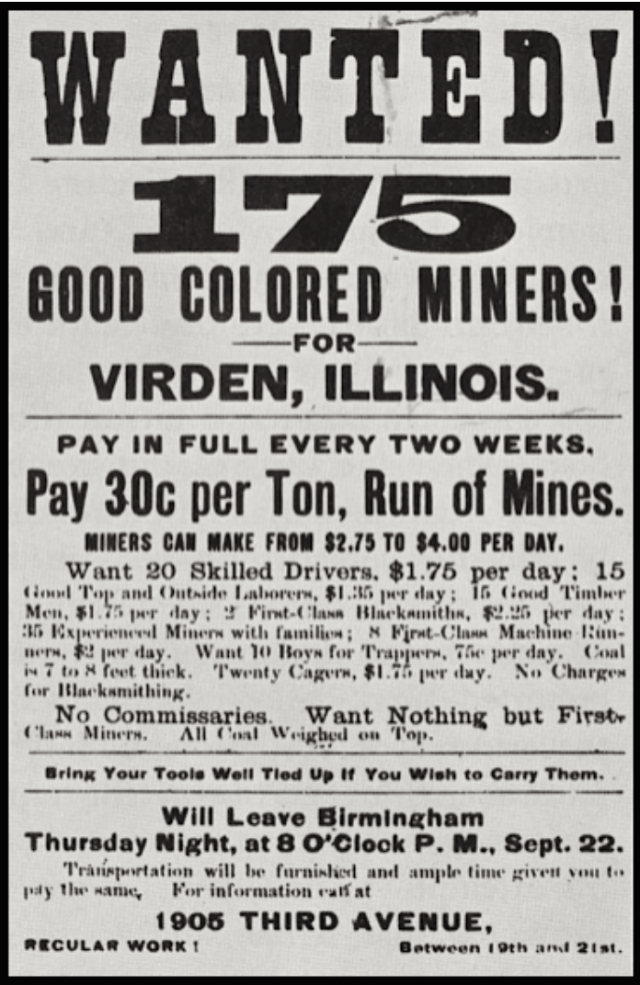 WANTED!
175
GOOD COLORED MINERS!
FOR
VIRDEN, ILLINOIS.
PAY IN FULL EVERY TWO WEEKS.
Pay 30c per Ton, Run of Mines.
MINERS CAN MAKE FROM $2.75 TO $4.00 PER DAY.
Want 20 Skilled Drivers, $1.75 per day; 15
Good Top and Outside Laborers, $1.35 per day; 15 Good Timber
Men, $1.75 per day; 2 First-Class Blacksmiths, $2.25 per day;
35 Experienced Miners with families; 8 First-Class Machine Run-
ners, $2 per day. Want 10 Boys for Trappers, 75c per day. Coal
is 7 to 8 feet thick. Twenty Cagers, $1.75 per day. No Charges
for Blacksmithing.
No Commissaries. Want Nothing but First-
Class Miners. All Coal Weighed on Top.
Bring Your Tools Well Tied Up If You Wish to Carry Them.
Will Leave Birmingham
Thursday Night, at 8 O'Clock P. M., Sept. 22.
Transportation will be furnished and ample time given you to
pay the same. For information call at
1905 THIRD AVENUE,
REGULAR WORK! Between 19th and 21st.